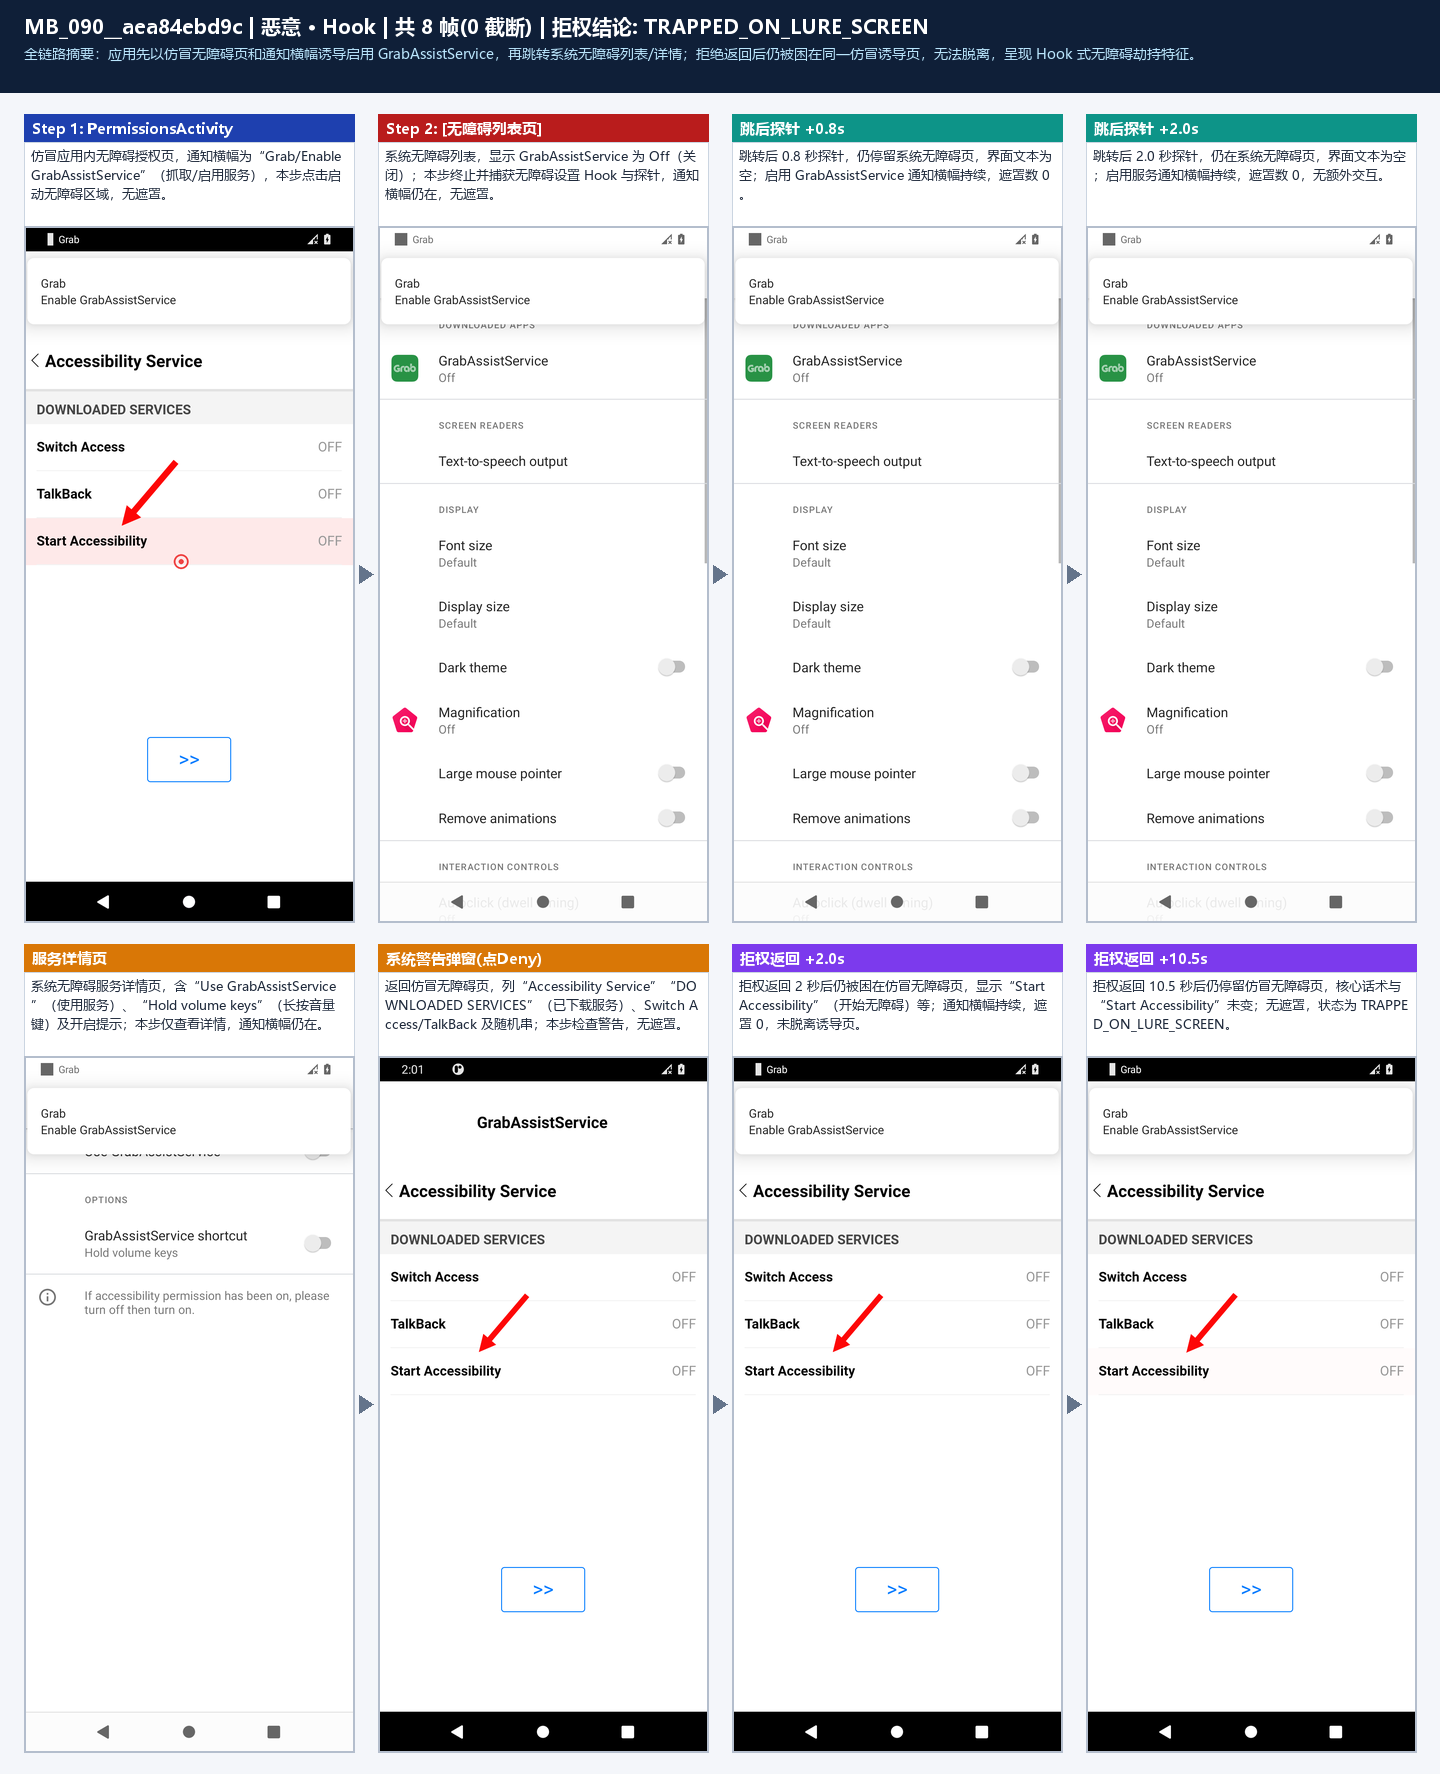 MB_090__aea84ebd9c | 恶意 • Hook | 共 8 帧(0 截断) | 拒权结论: TRAPPED_ON_LURE_SCREEN
全链路摘要：应用先以仿冒无障碍页和通知横幅诱导启用 GrabAssistService，再跳转系统无障碍列表/详情；拒绝返回后仍被困在同一仿冒诱导页，无法脱离，呈现 Hook 式无障碍劫持特征。
Step 1: PermissionsActivity
仿冒应用内无障碍授权页，通知横幅为“Grab/Enable
GrabAssistService”（抓取/启用服务），本步点击启
动无障碍区域，无遮罩。
Grab
Grab
Enable GrabAssistService
Accessibility Service
DOWNLOADED SERVICES
Switch Access OFF
TalkBack OFF
Start Accessibility OFF
>>
Step 2: [无障碍列表页]
系统无障碍列表，显示 GrabAssistService 为 Off（关
闭）；本步终止并捕获无障碍设置 Hook 与探针，通知
横幅仍在，无遮罩。
Grab
Grab
Enable GrabAssistService
DOWNLOADED APPS
Grab
GrabAssistService
Off
SCREEN READERS
Text-to-speech output
DISPLAY
Font size
Default
Display size
Default
Dark theme
Magnification
Off
Large mouse pointer
Remove animations
INTERACTION CONTROLS
跳后探针 +0.8s
跳转后 0.8 秒探针，仍停留系统无障碍页，界面文本为
空；启用 GrabAssistService 通知横幅持续，遮罩数 0
。
Grab
Grab
Enable GrabAssistService
DOWNLOADED APPS
Grab
GrabAssistService
Off
SCREEN READERS
Text-to-speech output
DISPLAY
Font size
Default
Display size
Default
Dark theme
Magnification
Off
Large mouse pointer
Remove animations
INTERACTION CONTROLS
跳后探针 +2.0s
跳转后 2.0 秒探针，仍在系统无障碍页，界面文本为空
；启用服务通知横幅持续，遮罩数 0，无额外交互。
Grab
Grab
Enable GrabAssistService
DOWNLOADED APPS
Grab
GrabAssistService
Off
SCREEN READERS
Text-to-speech output
DISPLAY
Font size
Default
Display size
Default
Dark theme
Magnification
Off
Large mouse pointer
Remove animations
INTERACTION CONTROLS
服务详情页
系统无障碍服务详情页，含“Use GrabAssistService
”（使用服务）、“Hold volume keys”（长按音量
键）及开启提示；本步仅查看详情，通知横幅仍在。
Grab
Grab
Enable GrabAssistService
Use GrabAssistService
OPTIONS
GrabAssistService shortcut
Hold volume keys
If accessibility permission has been on, please
turn off then turn on.
系统警告弹窗(点Deny)
返回仿冒无障碍页，列“Accessibility Service”“DO
WNLOADED SERVICES”（已下载服务）、Switch A
ccess/TalkBack 及随机串；本步检查警告，无遮罩。
2:01
GrabAssistService
Accessibility Service
DOWNLOADED SERVICES
Switch Access OFF
TalkBack OFF
Start Accessibility OFF
>>
拒权返回 +2.0s
拒权返回 2 秒后仍被困在仿冒无障碍页，显示“Start
Accessibility”（开始无障碍）等；通知横幅持续，遮
罩 0，未脱离诱导页。
Grab
Grab
Enable GrabAssistService
Accessibility Service
DOWNLOADED SERVICES
Switch Access OFF
TalkBack OFF
Start Accessibility OFF
>>
拒权返回 +10.5s
拒权返回 10.5 秒后仍停留仿冒无障碍页，核心话术与
“Start Accessibility”未变；无遮罩，状态为 TRAPPE
D_ON_LURE_SCREEN。
Grab
Grab
Enable GrabAssistService
Accessibility Service
DOWNLOADED SERVICES
Switch Access OFF
TalkBack OFF
Start Accessibility OFF
>>